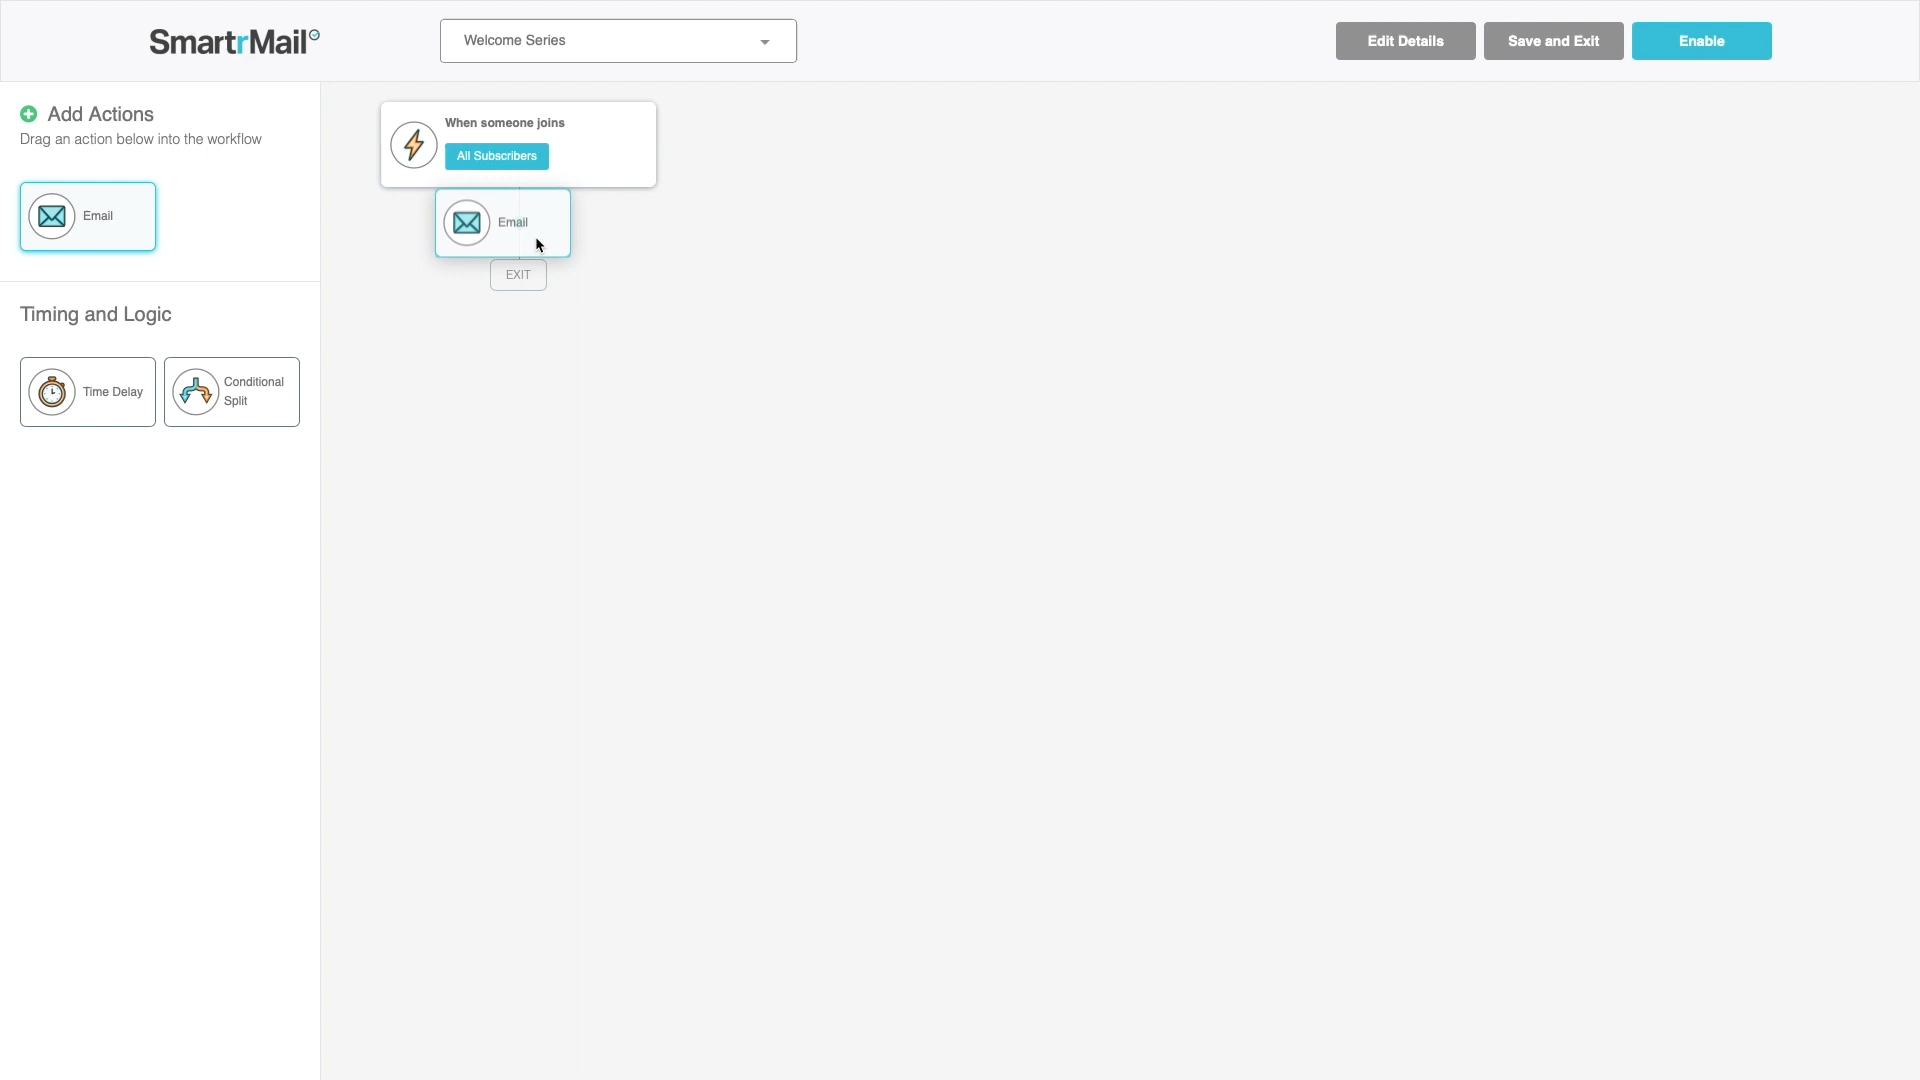 SmartrMail
Welcome Series
Edit Details
Save and Exit
Enable
Add Actions
Drag an action below into the workflow
Email
Timing and Logic
Time Delay
Conditional
Split
When someone joins
All Subscribers
Email
EXIT